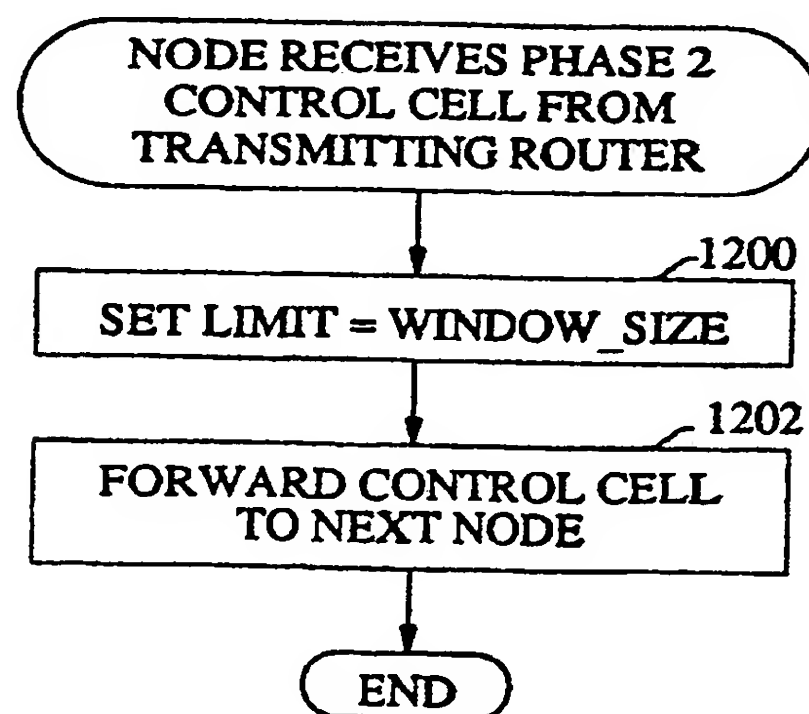 NODE RECEIVES PHASE 2
CONTROL CELL FROM
TRANSMITTING ROUTER
1200
SET LIMIT = WINDOW_SIZE
1202
FORWARD CONTROL CELL
TO NEXT NODE
END